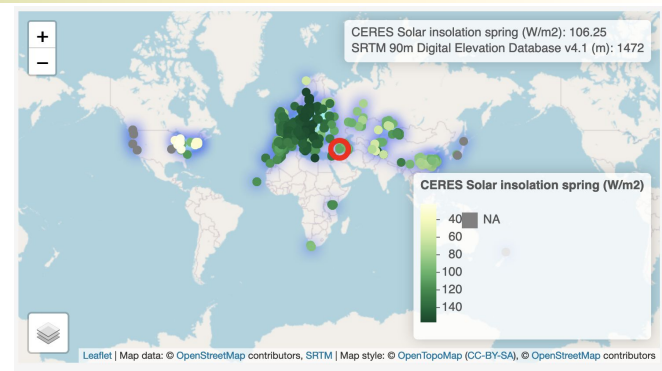 +
−
CERES Solar insolation spring (W/m2): 106.25
SRTM 90m Digital Elevation Database v4.1 (m): 1472
CERES Solar insolation spring (W/m2)
40 NA
60
80
100
120
140
Leaflet | Map data: © OpenStreetMap contributors, SRTM | Map style: © OpenTopoMap (CC-BY-SA), © OpenStreetMap contributors